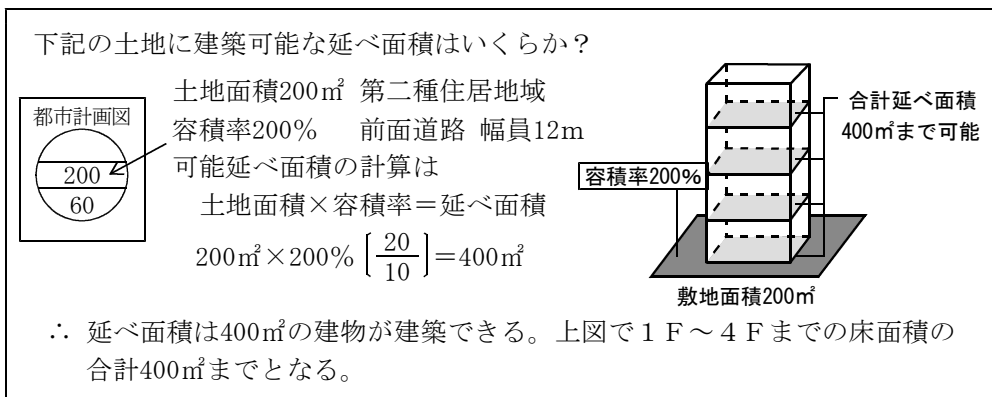 下記の土地に建築可能な延べ面積はいくらか？
都市計画図
200
60
土地面積200㎡ 第二種住居地域
容積率200％　前面道路 幅員12m
可能延べ面積の計算は
土地面積×容積率＝延べ面積
200㎡×200％［20/10］＝400㎡
合計延べ面積
400㎡まで可能
容積率200％
敷地面積200㎡
∴ 延べ面積は400㎡の建物が建築できる。上図で１Ｆ～４Ｆまでの床面積の
合計400㎡までとなる。